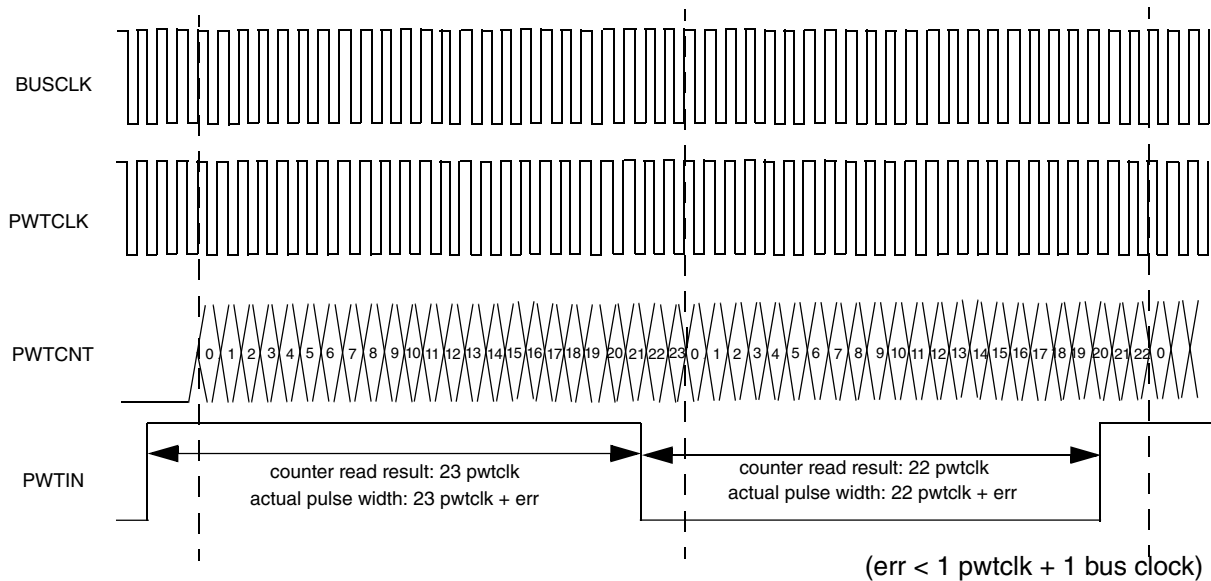 BUSCLK
PWTCLK
PWTCNT
0 1 2 3 4 5 6 7 8 9 10 11 12 13 14 15 16 17 18 19 20 21 22 23 0 1 2 3 4 5 6 7 8 9 10 11 12 13 14 15 16 17 18 19 20 21 22 0
PWTIN
counter read result: 23 pwtclk
actual pulse width: 23 pwtclk + err
counter read result: 22 pwtclk
actual pulse width: 22 pwtclk + err
(err < 1 pwtclk + 1 bus clock)